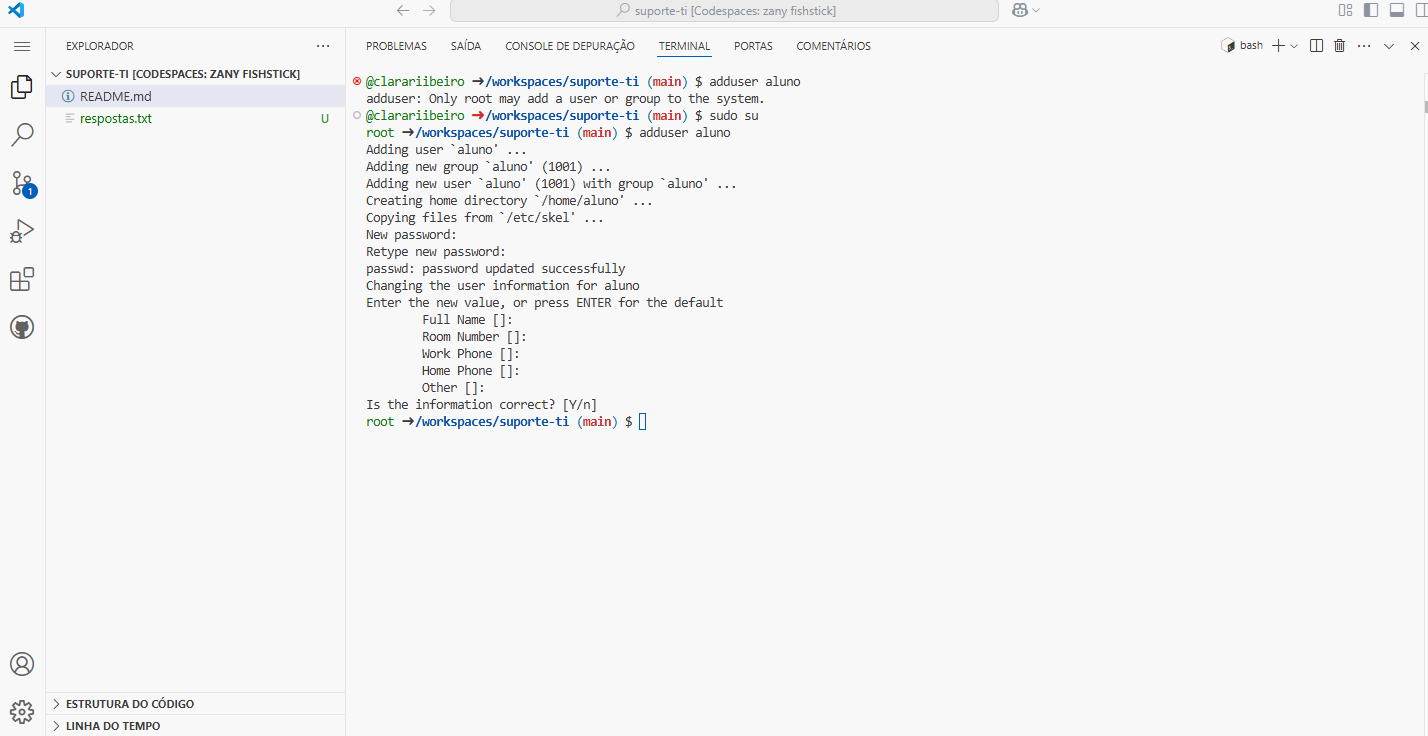 suporte-ti [Codespaces: zany fishstick]
EXPLORADOR
SUPORTE-TI [CODESPACES: ZANY FISHSTICK]
README.md
respostas.txt U
1
ESTRUTURA DO CÓDIGO
LINHA DO TEMPO
PROBLEMAS SAÍDA CONSOLE DE DEPURAÇÃO TERMINAL PORTAS COMENTÁRIOS
bash
@clarariibeiro ➜/workspaces/suporte-ti (main) $ adduser aluno
adduser: Only root may add a user or group to the system.
@clarariibeiro ➜/workspaces/suporte-ti (main) $ sudo su
root ➜/workspaces/suporte-ti (main) $ adduser aluno
Adding user `aluno' ...
Adding new group `aluno' (1001) ...
Adding new user `aluno' (1001) with group `aluno' ...
Creating home directory `/home/aluno' ...
Copying files from `/etc/skel' ...
New password:
Retype new password:
passwd: password updated successfully
Changing the user information for aluno
Enter the new value, or press ENTER for the default
Full Name []:
Room Number []:
Work Phone []:
Home Phone []:
Other []:
Is the information correct? [Y/n]
root ➜/workspaces/suporte-ti (main) $